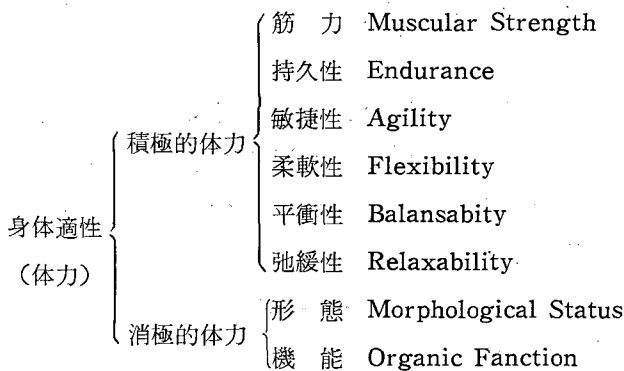 筋　力 Muscular Strength
持久性 Endurance
敏捷性 Agility
積極的体力
柔軟性 Flexibility
平衝性 Balansabity
身体適性
（体力）
弛緩性 Relaxability
形　態 Morphological Status
消極的体力
機　能 Organic Fanction